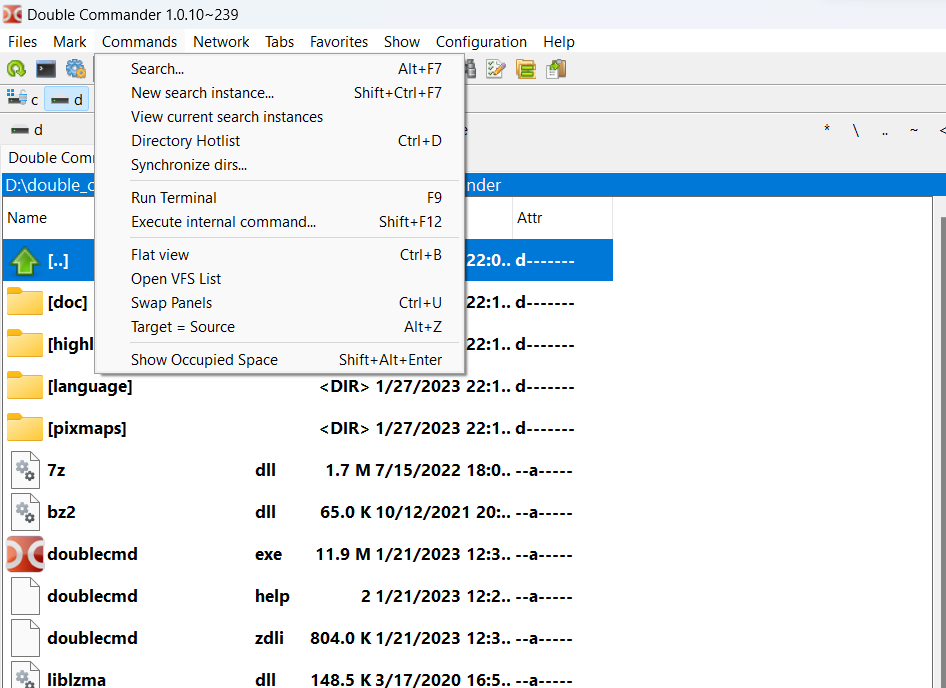 Double Commander 1.0.10~239
Files Mark Commands Network Tabs Favorites Show Configuration Help
Search... Alt+F7
New search instance... Shift+Ctrl+F7
View current search instances
c d
Directory Hotlist Ctrl+D
d * \ .. ~ <
Double Com
Synchronize dirs...
D:\double_c nder
Run Terminal F9
Name Attr
Execute internal command... Shift+F12
Flat view Ctrl+B
[..] 22:0.. d-------
Open VFS List
Swap Panels Ctrl+U
[doc] 22:1.. d-------
Target = Source Alt+Z
[highl 22:1.. d-------
Show Occupied Space Shift+Alt+Enter
[language] <DIR> 1/27/2023 22:1.. d-------
[pixmaps] <DIR> 1/27/2023 22:1.. d-------
7z dll 1.7 M 7/15/2022 18:0.. --a-----
bz2 dll 65.0 K 10/12/2021 20:.. --a-----
doublecmd exe 11.9 M 1/21/2023 12:3.. --a-----
doublecmd help 2 1/21/2023 12:2.. --a-----
doublecmd zdli 804.0 K 1/21/2023 12:3.. --a-----
liblzma dll 148.5 K 3/17/2020 16:5.. --a-----